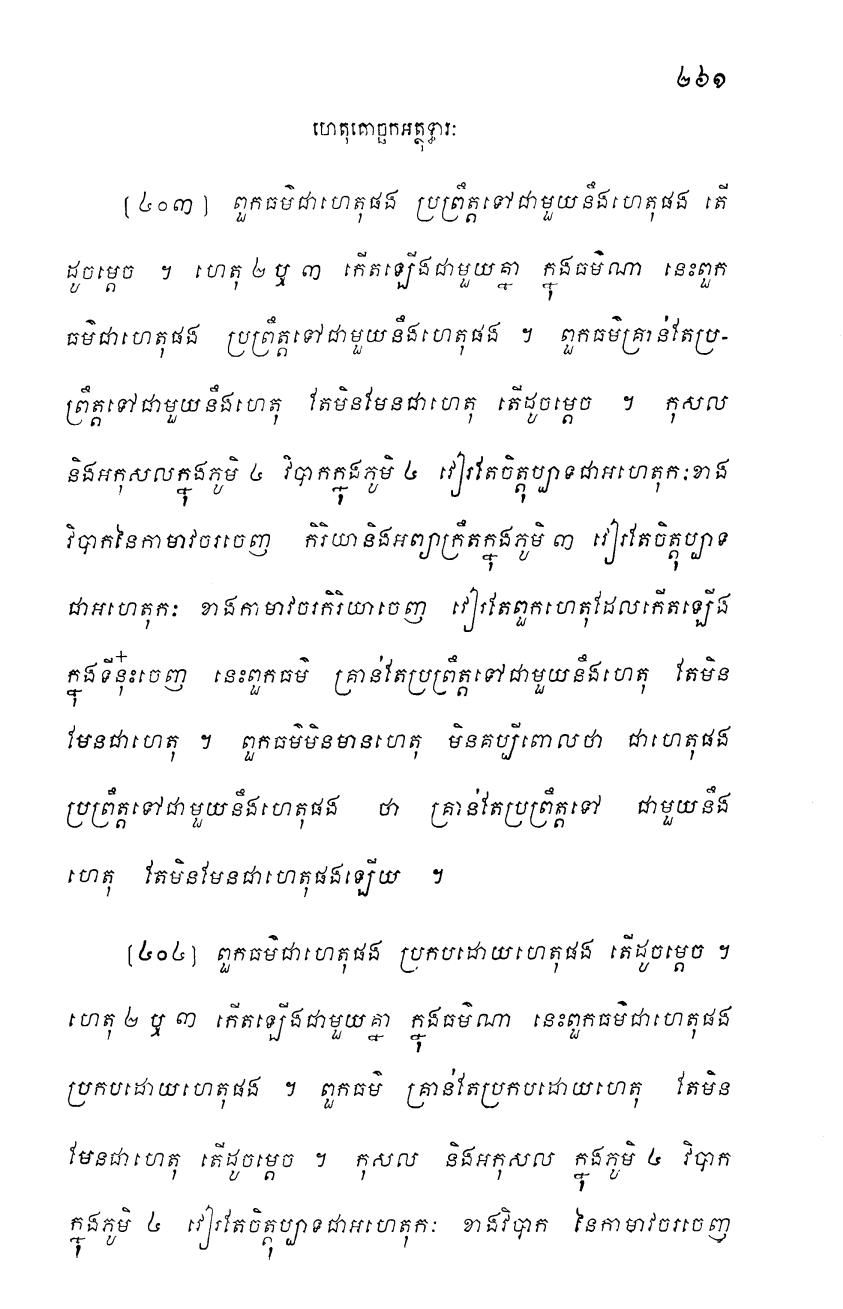 ២៦១
ហេតុគោច្ឆកអត្ថុទ្ធារៈ
(៤០៣) ពួកធម៌ជាហេតុផង ប្រព្រឹត្តទៅជាមួយនឹងហេតុផង តើ
ដូចម្តេច ។ ហេតុ ២ ឬ ៣ កើតឡើងជាមួយគ្នា ក្នុងធម៌ណា នេះពួក
ធម៌ជាហេតុផង ប្រព្រឹត្តទៅជាមួយនឹងហេតុផង ។ ពួកធម៌គ្រាន់តែប្រ-
ព្រឹត្តទៅជាមួយនឹងហេតុ តែមិនមែនជាហេតុ តើដូចម្តេច ។ កុសល
និងអកុសលក្នុងភូមិ ៤ វិបាកក្នុងភូមិ ៤ វៀរតែចិត្តុប្បាទជាអហេតុកៈខាង
វិបាកនៃកាមាវចរចេញ កិរិយានិងអព្យាក្រឹតក្នុងភូមិ ៣ វៀរតែចិត្តុប្បាទ
ជាអហេតុកៈ ខាងកាមាវចរកិរិយាចេញ វៀរតែពួកហេតុដែលកើតឡើង
ក្នុងទីនុ៎ះចេញ នេះពួកធម៌ គ្រាន់តែប្រព្រឹត្តទៅជាមួយនឹងហេតុ តែមិន
មែនជាហេតុ ។ ពួកធម៌មិនមានហេតុ មិនគប្បីពោលថា ជាហេតុផង
ប្រព្រឹត្តទៅជាមួយនឹងហេតុផង ថា គ្រាន់តែប្រព្រឹត្តទៅ ជាមួយនឹង
ហេតុ តែមិនមែនជាហេតុផងឡើយ ។
(៤០៤) ពួកធម៌ជាហេតុផង ប្រកបដោយហេតុផង តើដូចម្តេច ។
ហេតុ ២ ឬ ៣ កើតឡើងជាមួយគ្នា ក្នុងធម៌ណា នេះពួកធម៌ជាហេតុផង
ប្រកបដោយហេតុផង ។ ពួកធម៌ គ្រាន់តែប្រកបដោយហេតុ តែមិន
មែនជាហេតុ តើដូចម្តេច ។ កុសល និងអកុសល ក្នុងភូមិ ៤ វិបាក
ក្នុងភូមិ ៤ វៀរតែចិត្តុប្បាទជាអហេតុកៈ ខាងវិបាក នៃកាមាវចរចេញ